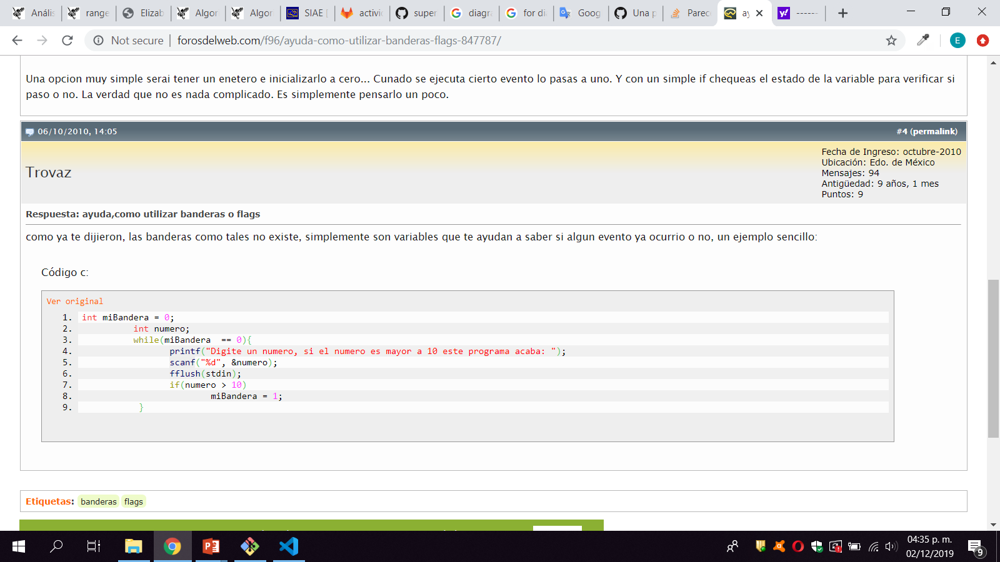 Anális
range
Elizab
Algor
Algor
SIAE [
activid
super
diagra
for di
Goog
Una p
Parec
ay
------
Not secure
forosdelweb.com/f96/ayuda-como-utilizar-banderas-flags-847787/
E
Una opcion muy simple serai tener un enetero e inicializarlo a cero... Cunado se ejecuta cierto evento lo pasas a uno. Y con un simple if chequeas el estado de la variable para verificar si
paso o no. La verdad que no es nada complicado. Es simplemente pensarlo un poco.
06/10/2010, 14:05
#4 (permalink)
Trovaz
Fecha de Ingreso: octubre-2010
Ubicación: Edo. de México
Mensajes: 94
Antigüedad: 9 años, 1 mes
Puntos: 9
Respuesta: ayuda,como utilizar banderas o flags
como ya te dijieron, las banderas como tales no existe, simplemente son variables que te ayudan a saber si algun evento ya ocurrio o no, un ejemplo sencillo:
Código c:
Ver original
1. int miBandera = 0;
2. int numero;
3. while(miBandera  == 0){
4. printf("Digite un numero, si el numero es mayor a 10 este programa acaba: ");
5. scanf("%d", &numero);
6. fflush(stdin);
7. if(numero > 10)
8. miBandera = 1;
9. }
Etiquetas: banderas flags
04:35 p. m.
02/12/2019
9